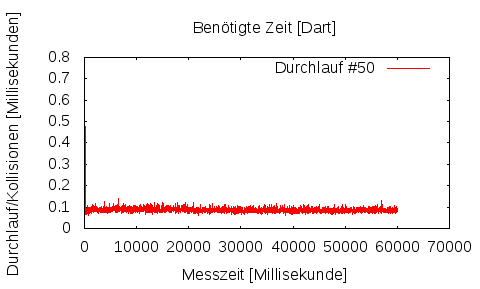 Benötigte Zeit [Dart]
Durchlauf/Kollisionen [Millisekunden]
Durchlauf #50
0.8
0.7
0.6
0.5
0.4
0.3
0.2
0.1
0
0 10000 20000 30000 40000 50000 60000 70000
Messzeit [Millisekunde]